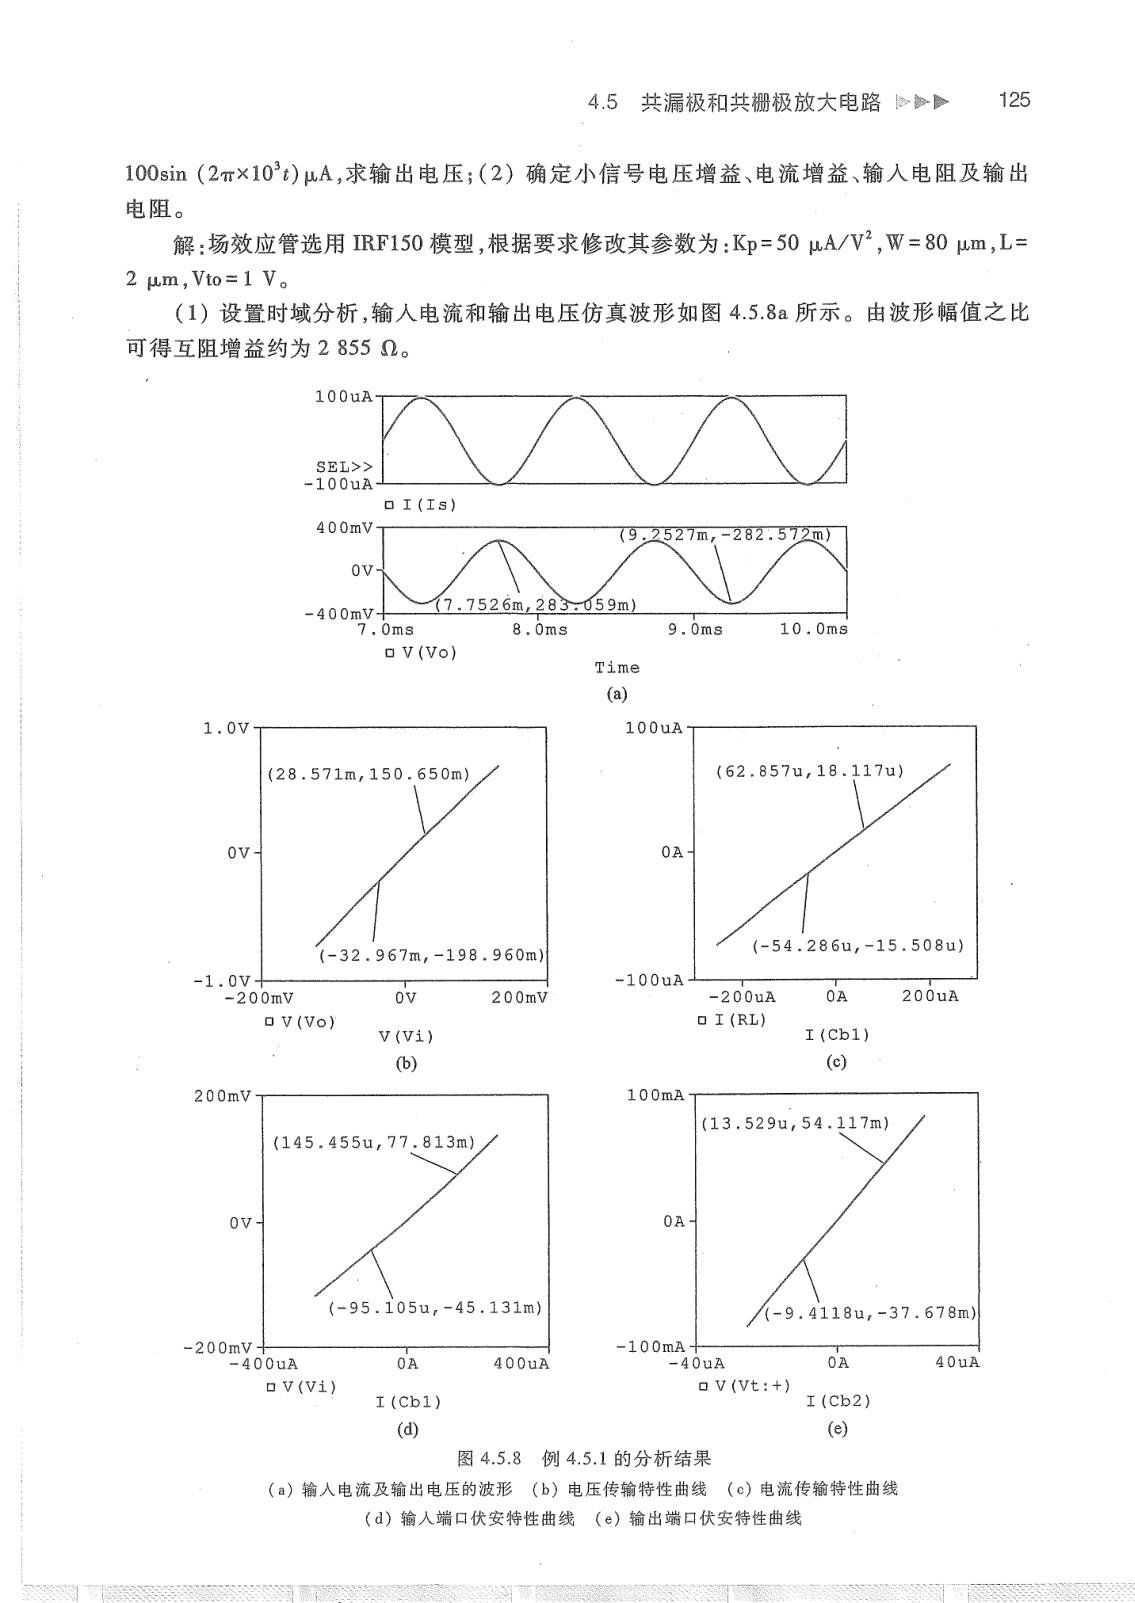 4.5 共漏极和共栅极放大电路 125
100sin (2π×10³t) μA,求输出电压;(2) 确定小信号电压增益、电流增益、输入电阻及输出
电阻。
解:场效应管选用 IRF150 模型,根据要求修改其参数为:Kp=50 μA/V²,W=80 μm,L=
2 μm,Vto=1 V。
(1) 设置时域分析,输入电流和输出电压仿真波形如图 4.5.8a 所示。由波形幅值之比
可得互阻增益约为 2 855 Ω。
100uA
SEL>>
-100uA
I(Is)
400mV
(9.2527m,-282.572m)
0V
(7.7526m,283.059m)
-400mV
7.0ms 8.0ms 9.0ms 10.0ms
V(Vo)
Time
(a)
1.0V
(28.571m,150.650m)
0V
(-32.967m,-198.960m)
-1.0V
-200mV 0V 200mV
V(Vo)
V(Vi)
(b)
100uA
(62.857u,18.117u)
0A
(-54.286u,-15.508u)
-100uA
-200uA 0A 200uA
I(RL)
I(Cb1)
(c)
200mV
(145.455u,77.813m)
0V
(-95.105u,-45.131m)
-200mV
-400uA 0A 400uA
V(Vi)
I(Cb1)
(d)
100mA
(13.529u,54.117m)
0A
(-9.4118u,-37.678m)
-100mA
-40uA 0A 40uA
V(Vt:+)
I(Cb2)
(e)
图 4.5.8 例 4.5.1 的分析结果
(a) 输入电流及输出电压的波形 (b) 电压传输特性曲线 (c) 电流传输特性曲线
(d) 输入端口伏安特性曲线 (e) 输出端口伏安特性曲线